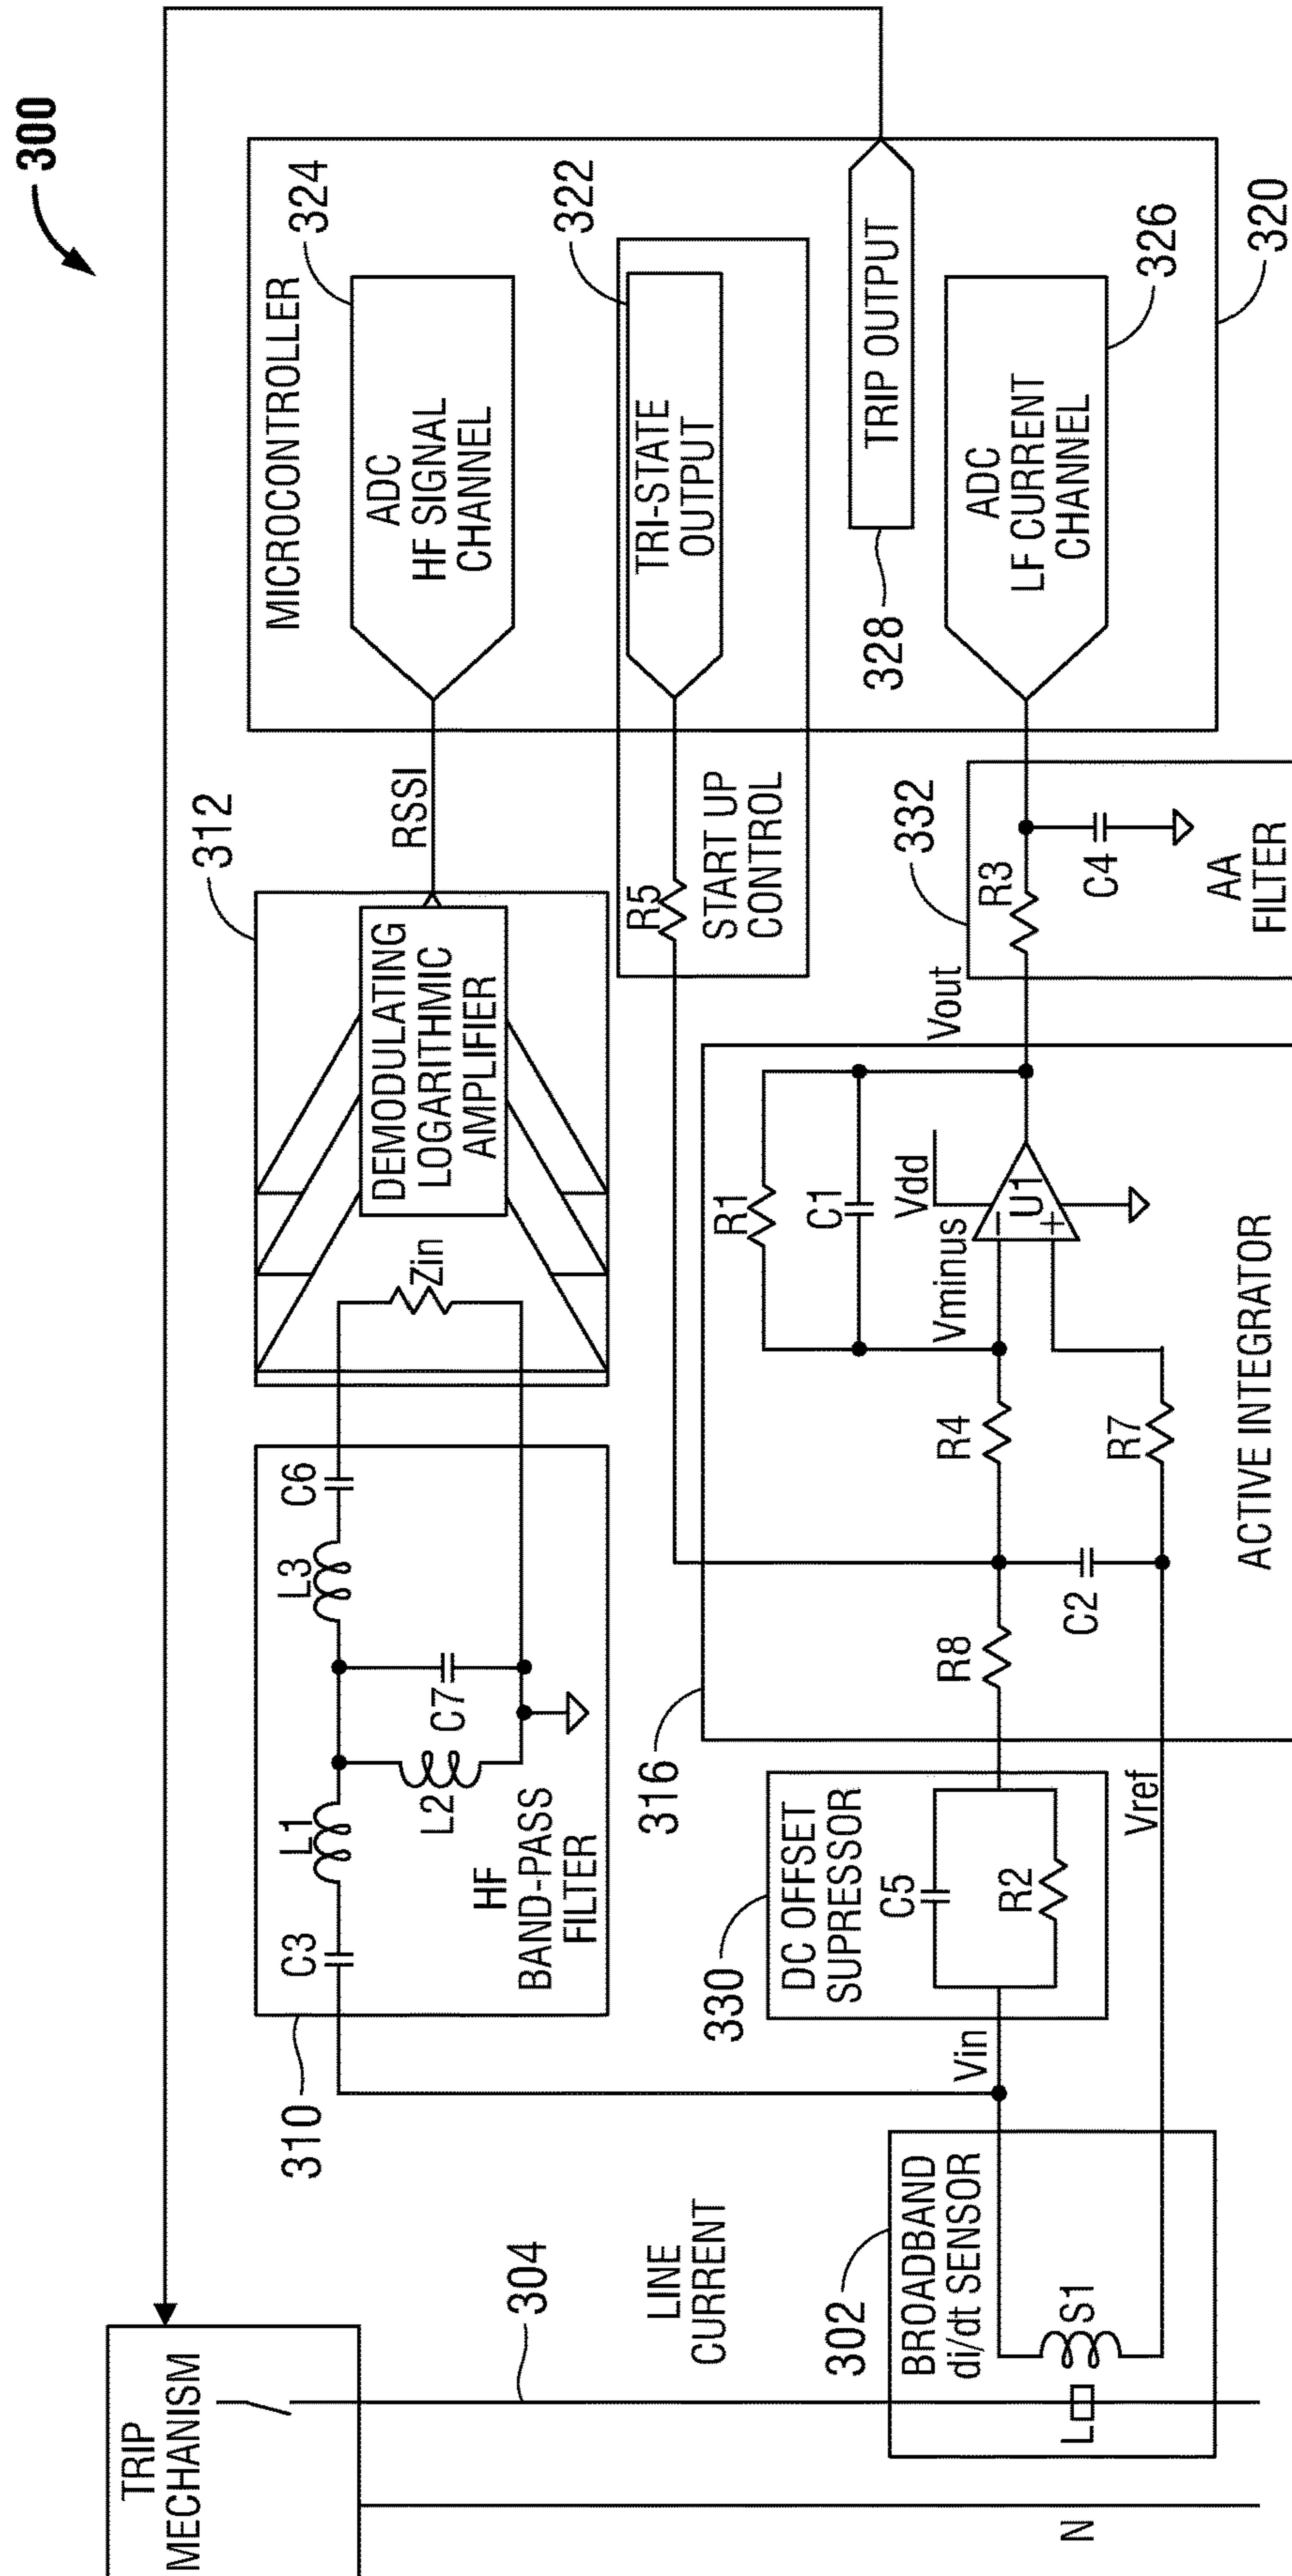 300
TRIP
MECHANISM
N
304
LINE
CURRENT
302
BROADBAND
di/dt SENSOR
L
S1
310
C3
L1
L2
L3
C7
C6
HF
BAND-PASS
FILTER
312
Zin
DEMODULATING
LOGARITHMIC
AMPLIFIER
RSSI
MICROCONTROLLER
324
ADC
HF SIGNAL
CHANNEL
322
TRI-STATE
OUTPUT
R5
START UP
CONTROL
328
TRIP OUTPUT
326
ADC
LF CURRENT
CHANNEL
320
Vin
330
DC OFFSET
SUPRESSOR
C5
R2
Vref
316
R8
C2
R4
R7
R1
C1
Vminus
Vdd
U1
ACTIVE INTEGRATOR
Vout
332
R3
C4
AA
FILTER